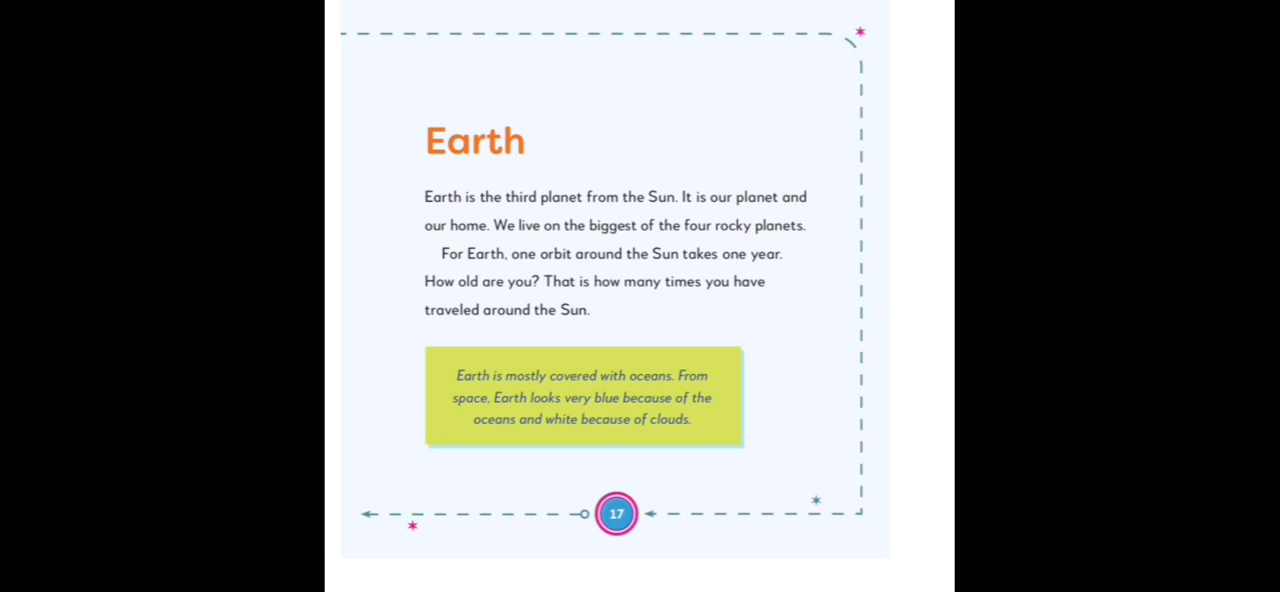 Earth
Earth is the third planet from the Sun. It is our planet and
our home. We live on the biggest of the four rocky planets.
For Earth, one orbit around the Sun takes one year.
How old are you? That is how many times you have
traveled around the Sun.
Earth is mostly covered with oceans. From
space, Earth looks very blue because of the
oceans and white because of clouds.
17